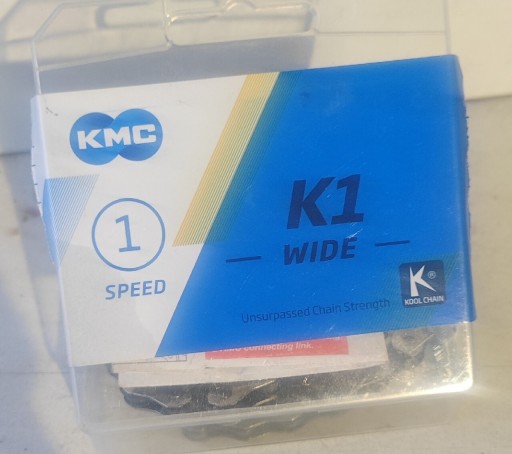 KMC
1
SPEED
K1
WIDE
Unsurpassed Chain Strength
K®
KOOL CHAIN
connecting link.